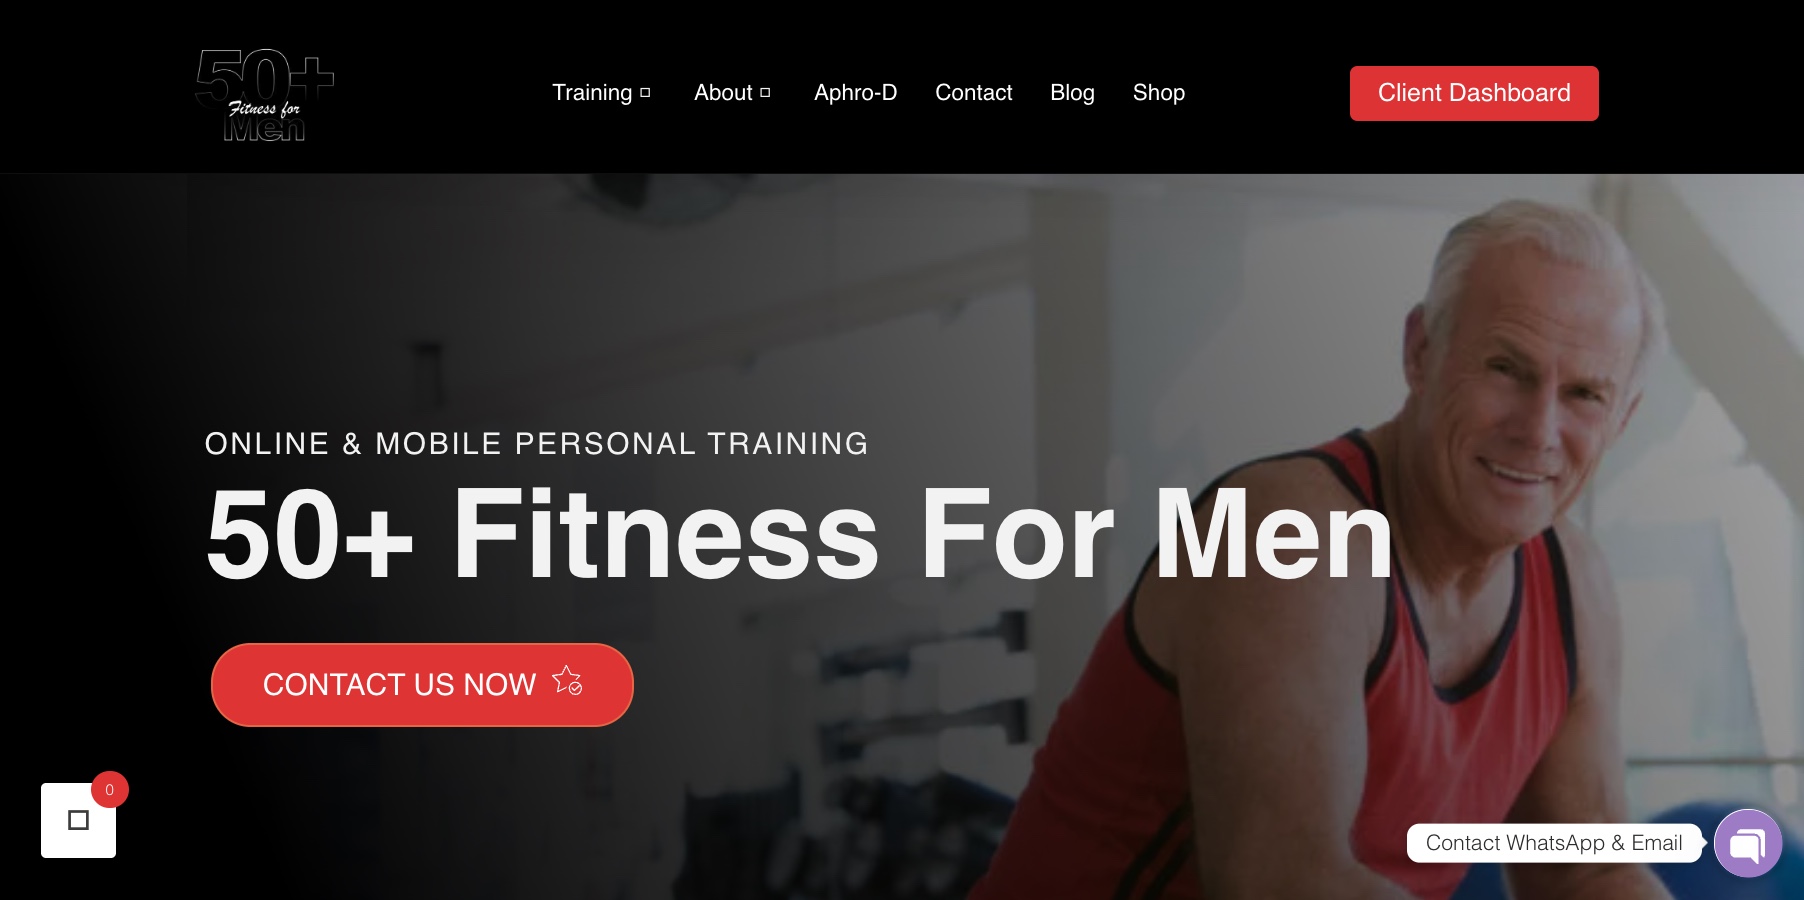 50+
Fitness for
Men
Training
About
Aphro-D
Contact
Blog
Shop
Client Dashboard
ONLINE & MOBILE PERSONAL TRAINING
50+ Fitness For Men
CONTACT US NOW
0
Contact WhatsApp & Email